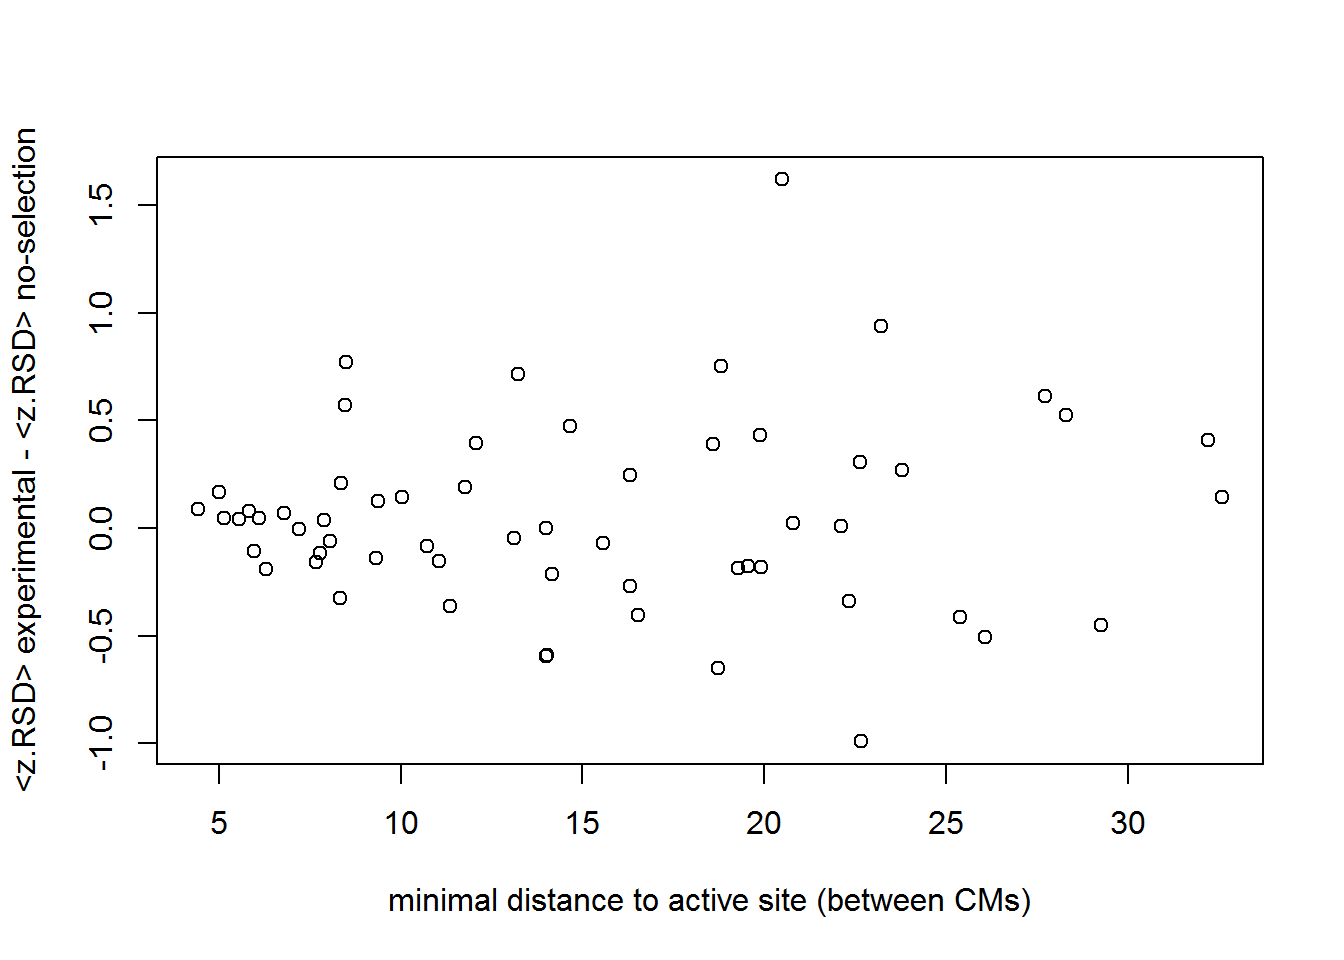 <z.RSD> experimental - <z.RSD> no-selection
1.5
1.0
0.5
0.0
-0.5
-1.0
5 10 15 20 25 30
minimal distance to active site (between CMs)